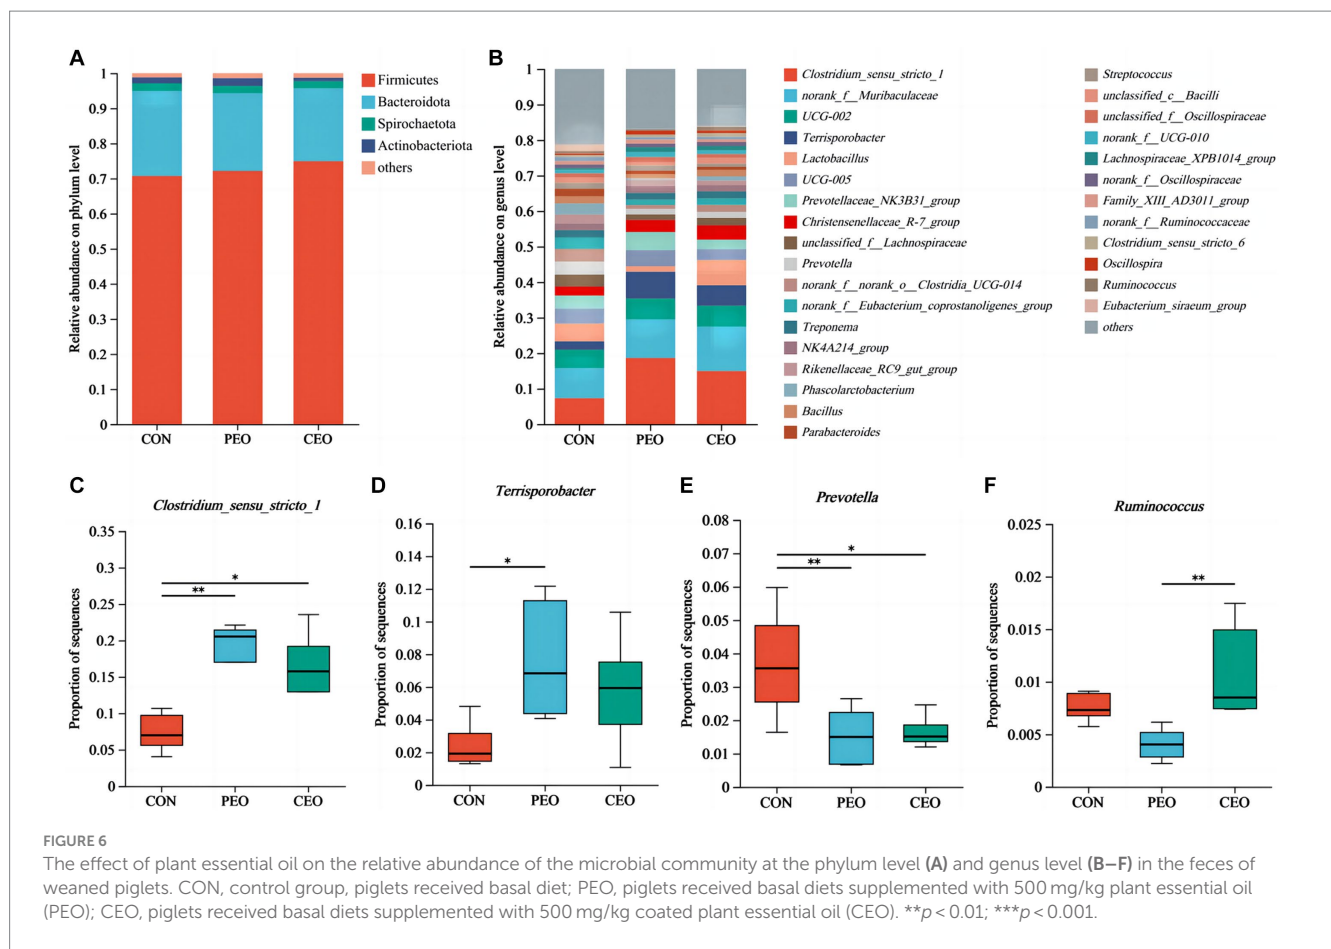 A
Relative abundance on phylum level
1
0.9
0.8
0.7
0.6
0.5
0.4
0.3
0.2
0.1
0
CON PEO CEO
Firmicutes
Bacteroidota
Spirochaetota
Actinobacteriota
others
B
Relative abundance on genus level
1
0.9
0.8
0.7
0.6
0.5
0.4
0.3
0.2
0.1
0
CON PEO CEO
Clostridium_sensu_stricto_1
norank_f__Muribaculaceae
UCG-002
Terrisporobacter
Lactobacillus
UCG-005
Prevotellaceae_NK3B31_group
Christensenellaceae_R-7_group
unclassified_f__Lachnospiraceae
Prevotella
norank_f__norank_o__Clostridia_UCG-014
norank_f__Eubacterium_coprostanoligenes_group
Treponema
NK4A214_group
Rikenellaceae_RC9_gut_group
Phascolarctobacterium
Bacillus
Parabacteroides
Streptococcus
unclassified_c__Bacilli
unclassified_f__Oscillospiraceae
norank_f__UCG-010
Lachnospiraceae_XPB1014_group
norank_f__Oscillospiraceae
Family_XIII_AD3011_group
norank_f__Ruminococcaceae
Clostridium_sensu_stricto_6
Oscillospira
Ruminococcus
Eubacterium_siraeum_group
others
C
Clostridium_sensu_stricto_1
Proportion of sequences
0.35
0.3
0.25
0.2
0.15
0.1
0.05
0
*
**
CON PEO CEO
D
Terrisporobacter
Proportion of sequences
0.16
0.14
0.12
0.10
0.08
0.06
0.04
0.02
0
*
CON PEO CEO
E
Prevotella
Proportion of sequences
0.08
0.07
0.06
0.05
0.04
0.03
0.02
0.01
0
*
**
CON PEO CEO
F
Ruminococcus
Proportion of sequences
0.025
0.02
0.015
0.010
0.005
0
**
CON PEO CEO
FIGURE 6
The effect of plant essential oil on the relative abundance of the microbial community at the phylum level (A) and genus level (B–F) in the feces of
weaned piglets. CON, control group, piglets received basal diet; PEO, piglets received basal diets supplemented with 500 mg/kg plant essential oil
(PEO); CEO, piglets received basal diets supplemented with 500 mg/kg coated plant essential oil (CEO). **p < 0.01; ***p < 0.001.